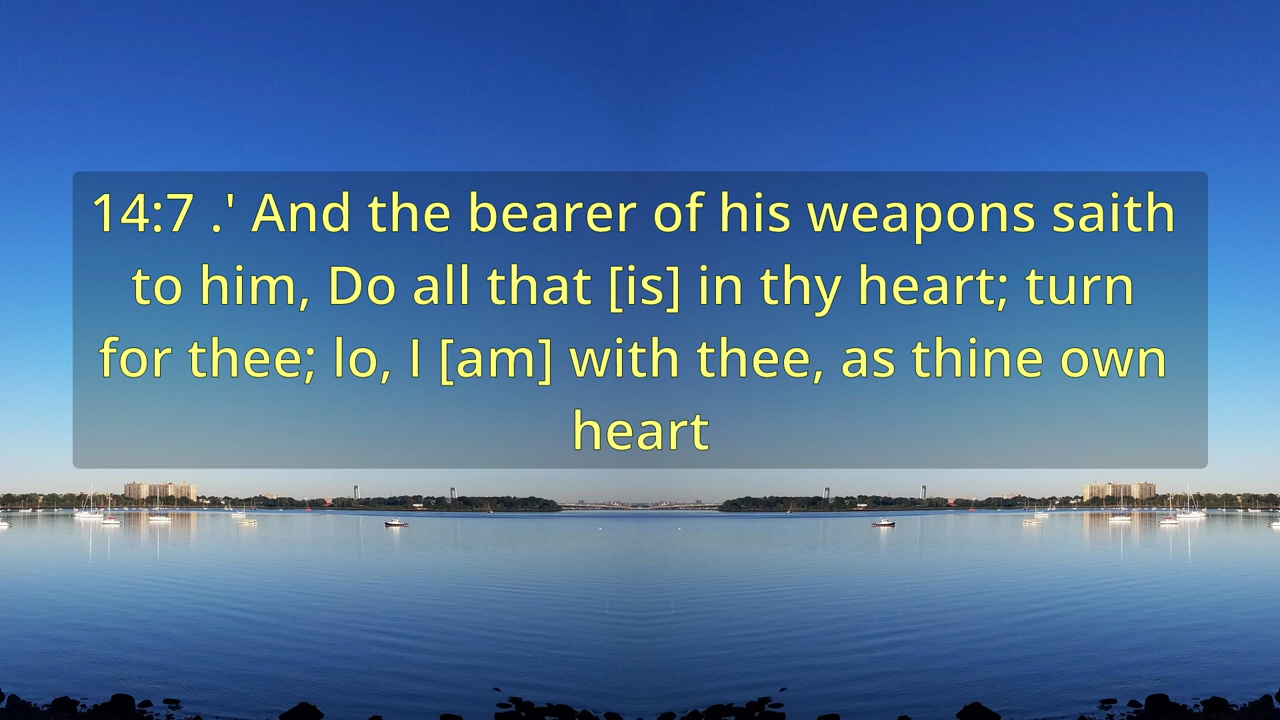 14:7 .' And the bearer of his weapons saith
to him, Do all that [is] in thy heart; turn
for thee; lo, I [am] with thee, as thine own
heart